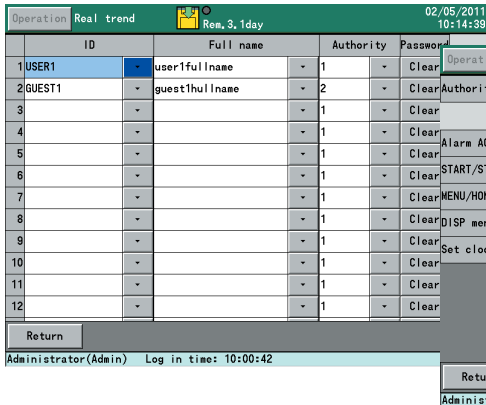 Operation Real trend Rem.3.1day 02/05/2011 10:14:39
ID Full name Authority Password
1 USER1 user1fullname 1 Clear
2 GUEST1 guest1hullname 2 Clear
3 1 Clear
4 1 Clear
5 1 Clear
6 1 Clear
7 1 Clear
8 1 Clear
9 1 Clear
10 1 Clear
11 1 Clear
12 1 Clear
Return
Administrator(Admin) Log in time: 10:00:42
Operat
Authori
Alarm AC
START/ST
MENU/HOM
DISP men
Set cloc
Retu
Adminis